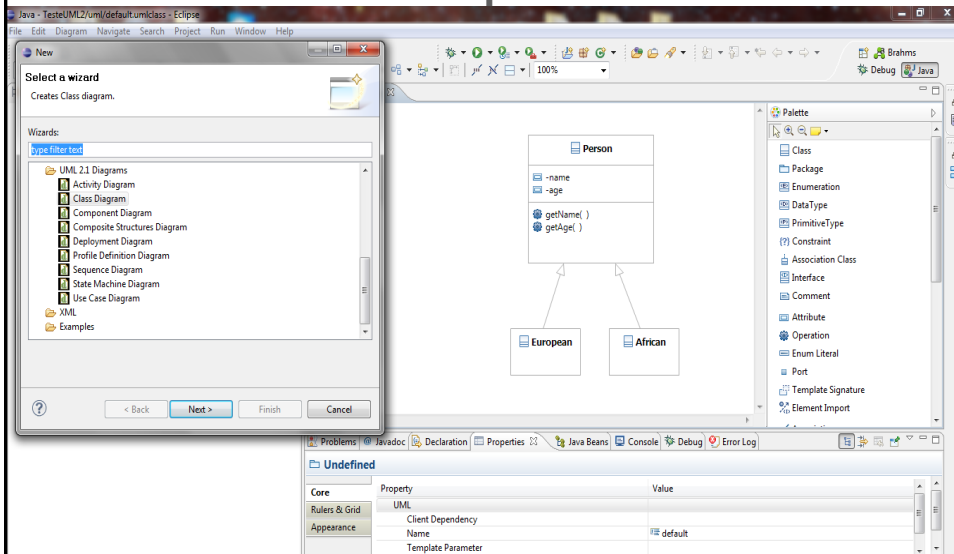 Java - TesteUML2/uml/default.umlclass - Eclipse
File Edit Diagram Navigate Search Project Run Window Help
New
Select a wizard
Creates Class diagram.
Wizards:
type filter text
UML 2.1 Diagrams
Activity Diagram
Class Diagram
Component Diagram
Composite Structures Diagram
Deployment Diagram
Profile Definition Diagram
Sequence Diagram
State Machine Diagram
Use Case Diagram
XML
Examples
< Back Next > Finish Cancel
100%
Brahms
Debug Java
Person
-name
-age
getName( )
getAge( )
European
African
Palette
Class
Package
Enumeration
DataType
PrimitiveType
Constraint
Association Class
Interface
Comment
Attribute
Operation
Enum Literal
Port
Template Signature
Element Import
Problems Javadoc Declaration Properties Java Beans Console Debug Error Log
Undefined
Core
Rulers & Grid
Appearance
Property Value
UML
Client Dependency
Name default
Template Parameter